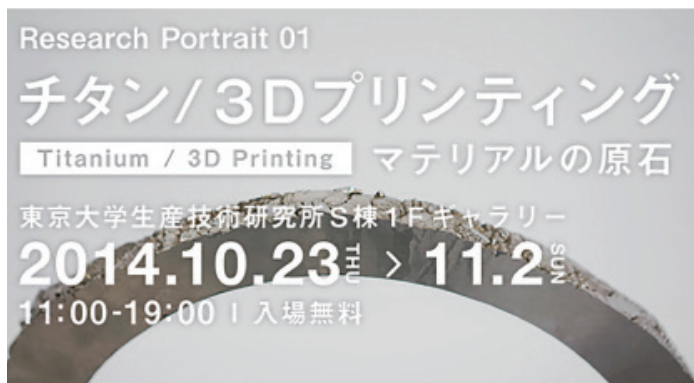 Research Portrait 01
チタン/3Dプリンティング
Titanium / 3D Printing マテリアルの原石
東京大学生産技術研究所S棟1Fギャラリー
2014.10.23 THU > 11.2 SUN
11:00-19:00 | 入場無料